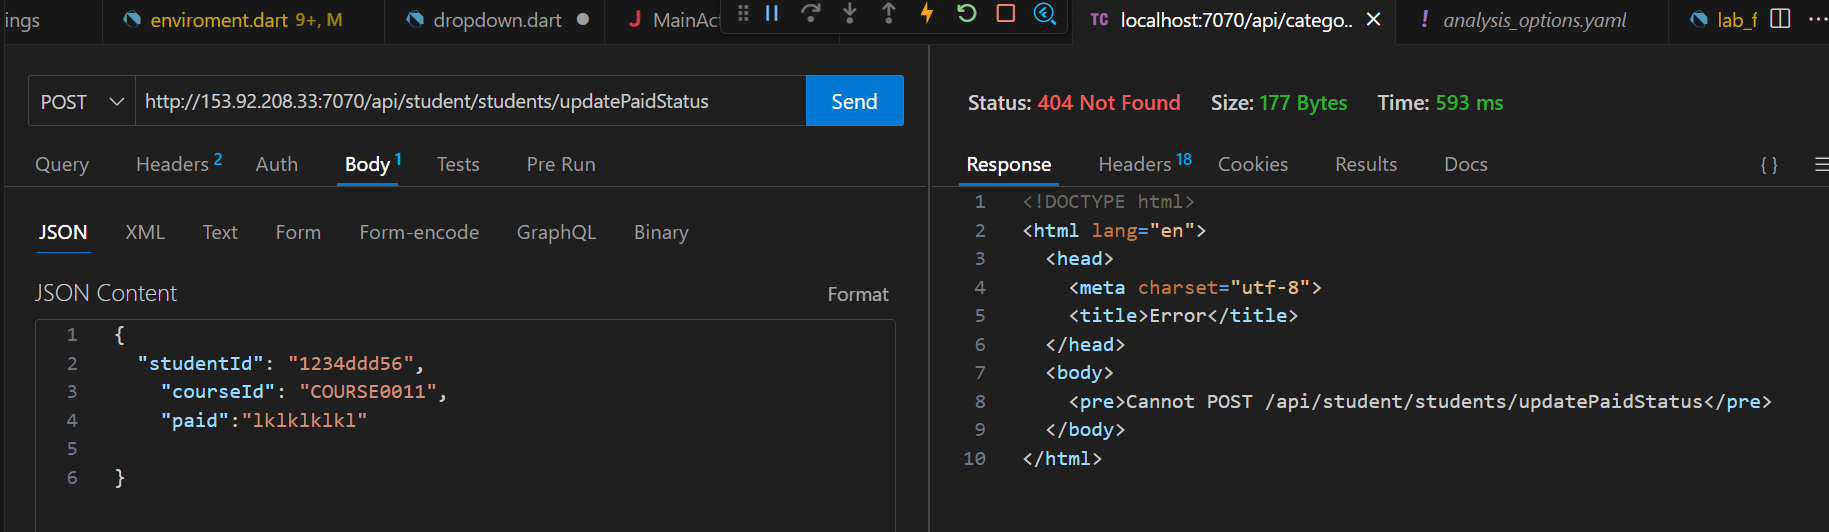 ings
enviroment.dart 9+, M
dropdown.dart
J MainAc
TC localhost:7070/api/catego..
! analysis_options.yaml
lab_f
POST http://153.92.208.33:7070/api/student/students/updatePaidStatus Send
Query Headers 2 Auth Body 1 Tests Pre Run
JSON XML Text Form Form-encode GraphQL Binary
JSON Content Format
1 {
2 "studentId": "1234ddd56",
3 "courseId": "COURSE0011",
4 "paid":"lklklklkl"
5
6 }
Status: 404 Not Found Size: 177 Bytes Time: 593 ms
Response Headers 18 Cookies Results Docs { }
1 <!DOCTYPE html>
2 <html lang="en">
3 <head>
4 <meta charset="utf-8">
5 <title>Error</title>
6 </head>
7 <body>
8 <pre>Cannot POST /api/student/students/updatePaidStatus</pre>
9 </body>
10 </html>